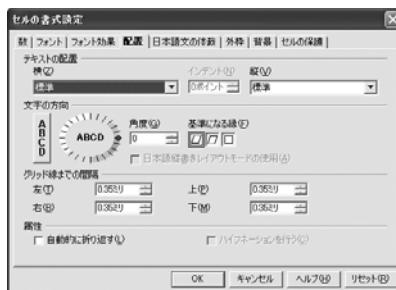 セルの書式設定
数 | フォント | フォント効果 | 配置 | 日本語文の体裁 | 外枠 | 背景 | セルの保護 |
テキストの配置
横(Z) インデント(N) 縦(V)
標準 0ポイント 標準
文字の方向
ABCD ABCD 角度(G) 基準になる縁(F)
0
日本語縦書きレイアウトモードの使用(A)
グリッド線までの間隔
左(T) 0.35ミリ 上(P) 0.35ミリ
右(B) 0.35ミリ 下(M) 0.35ミリ
属性
自動的に折り返す(L) ハイフネーションを行う(C)
OK キャンセル ヘルプ(H) リセット(R)